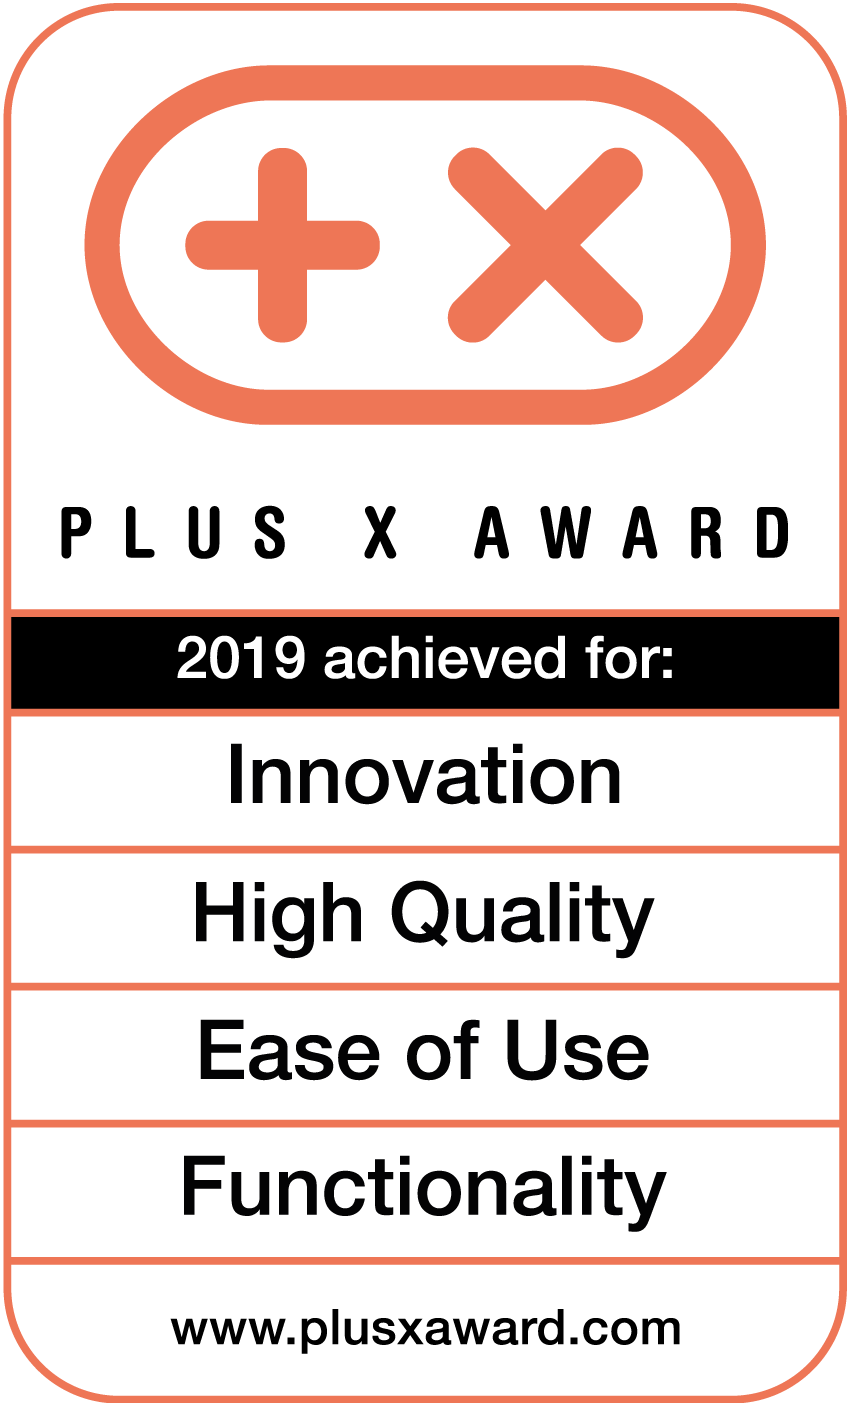 PLUS X AWARD
2019 achieved for:
Innovation
High Quality
Ease of Use
Functionality
www.plusxaward.com